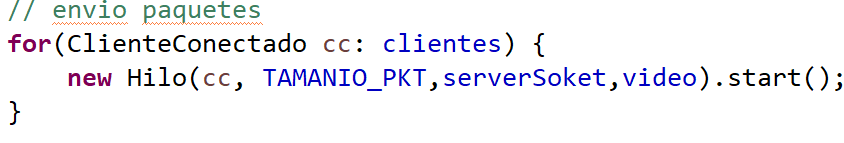 // envio paquetes
for(ClienteConectado cc: clientes) {
    new Hilo(cc, TAMANIO_PKT,serverSoket,video).start();
}